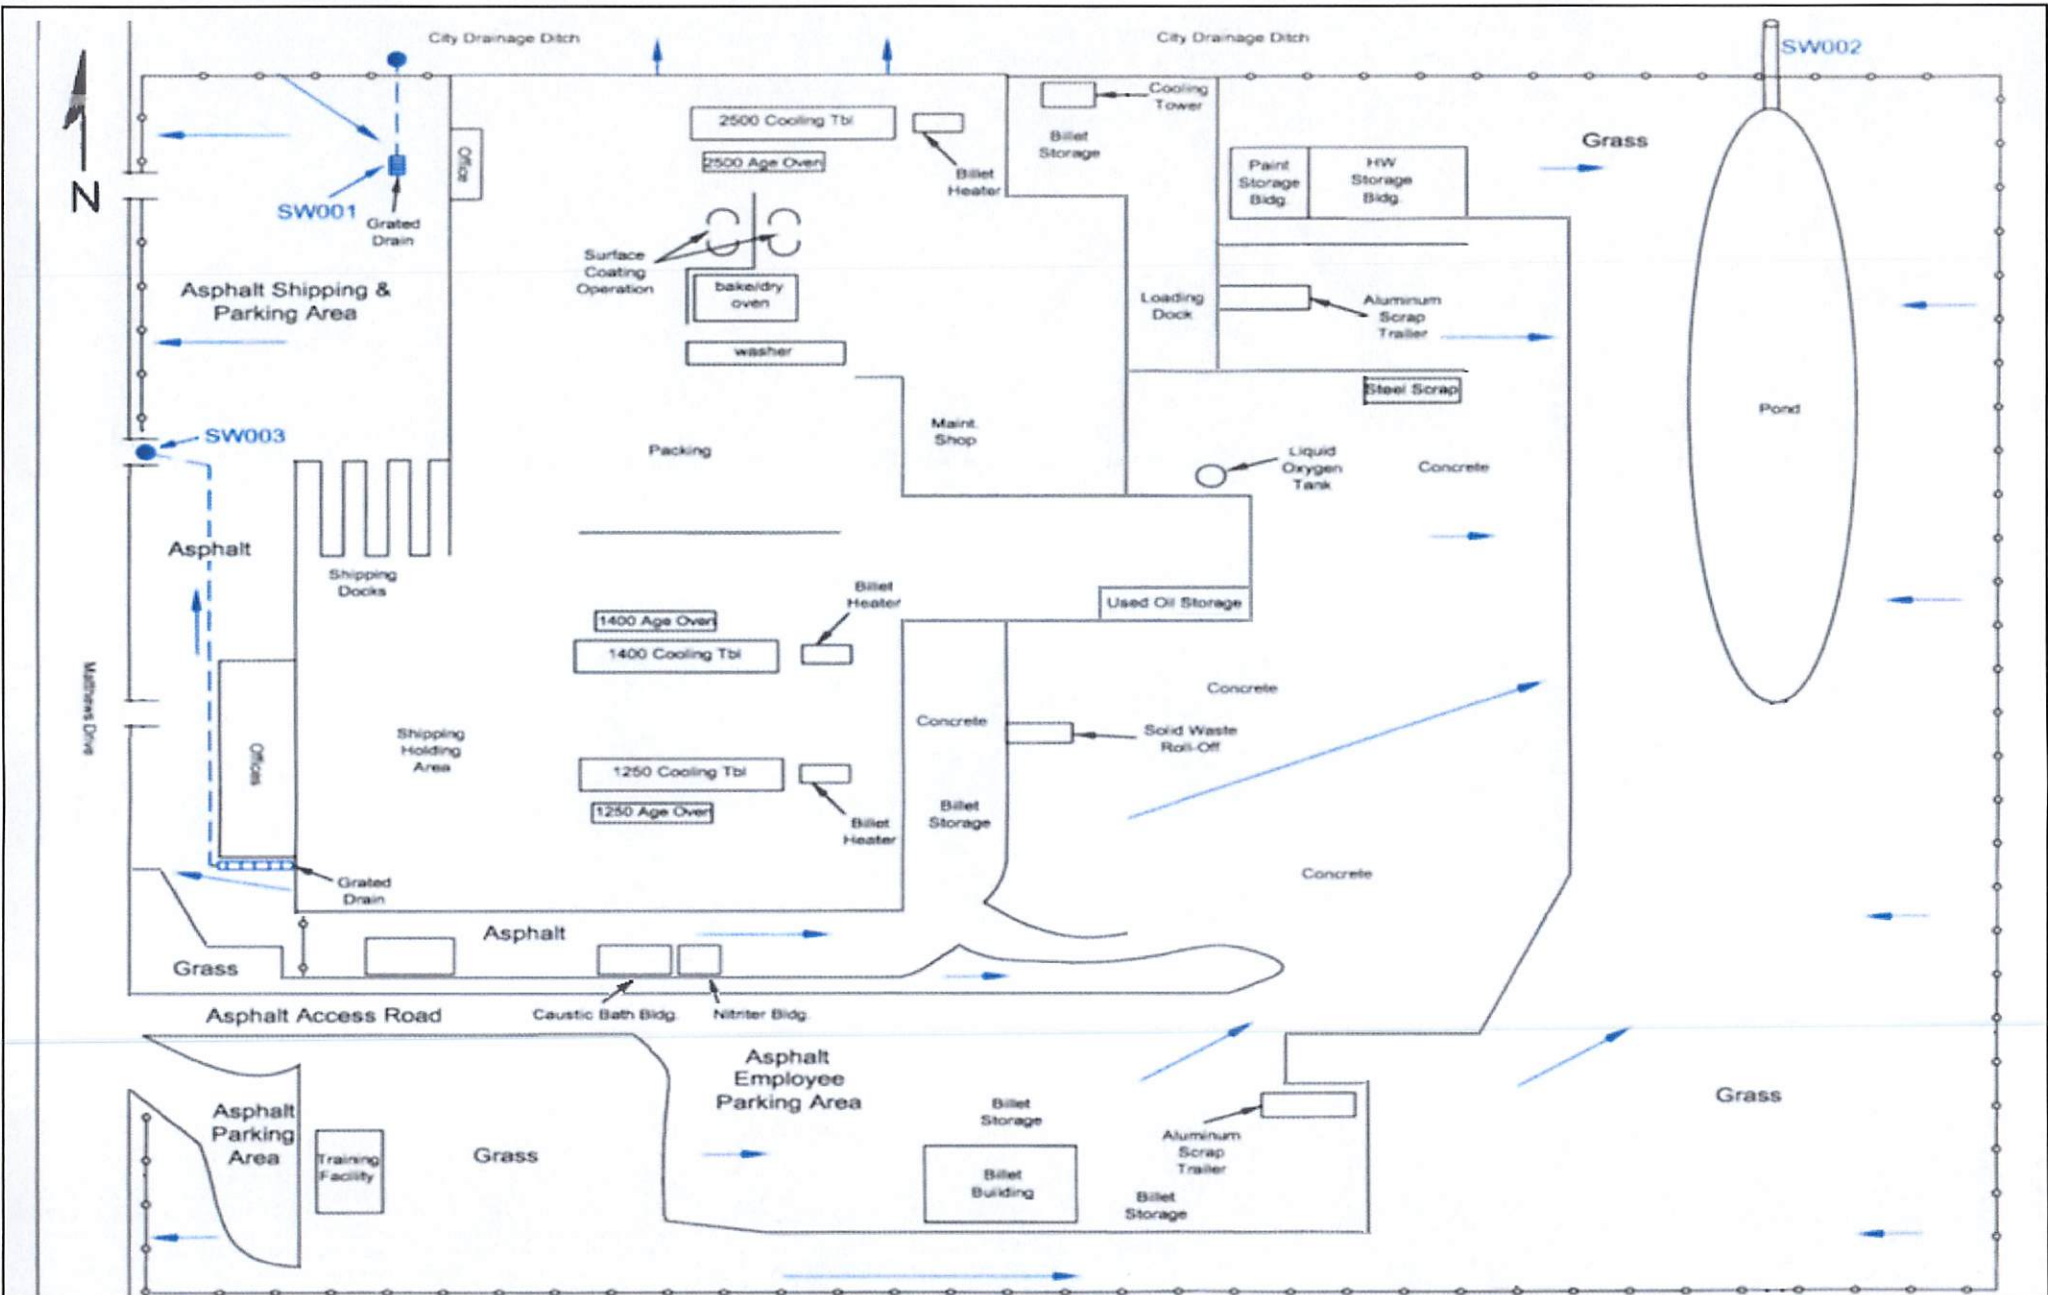 City Drainage Ditch
City Drainage Ditch
SW002
N
SW001
Grated
Drain
Office
2500 Cooling Tbl
2500 Age Oven
Billet
Heater
Cooling
Tower
Billet
Storage
Paint
Storage
Bldg.
HW
Storage
Bldg.
Grass
Asphalt Shipping &
Parking Area
Surface
Coating
Operation
bake/dry
oven
washer
Loading
Dock
Aluminum
Scrap
Trailer
Steel Scrap
Pond
SW003
Packing
Maint.
Shop
Liquid
Oxygen
Tank
Concrete
Asphalt
Shipping
Docks
Billet
Heater
1400 Age Oven
1400 Cooling Tbl
Used Oil Storage
Matthews Drive
Offices
Shipping
Holding
Area
1250 Cooling Tbl
1250 Age Oven
Billet
Heater
Concrete
Billet
Storage
Concrete
Solid Waste
Roll-Off
Concrete
Grated
Drain
Asphalt
Grass
Asphalt Access Road
Caustic Bath Bldg.
Nitriter Bldg.
Asphalt
Employee
Parking Area
Asphalt
Parking
Area
Training
Facility
Grass
Billet
Storage
Billet
Building
Aluminum
Scrap
Trailer
Billet
Storage
Grass